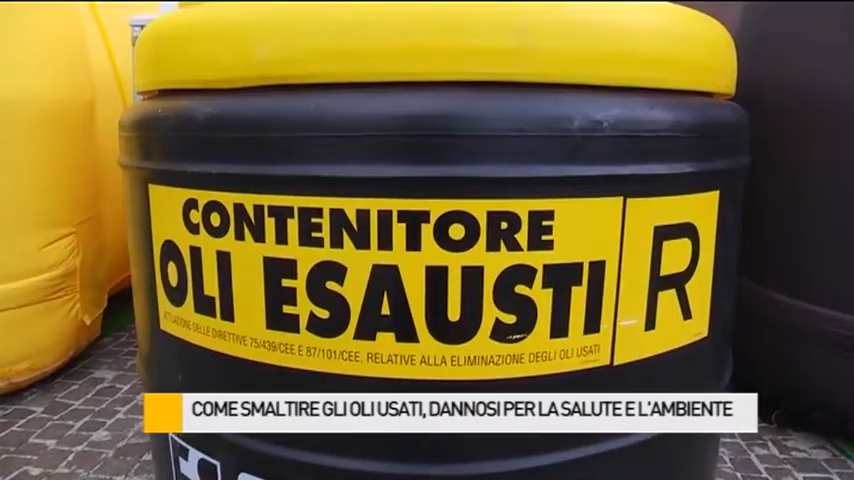 CONTENITORE
OLI ESAUSTI
R
ATTUAZIONE DELLE DIRETTIVE 75/439/CEE E 87/101/CEE, RELATIVE ALLA ELIMINAZIONE DEGLI OLI USATI
COME SMALTIRE GLI OLI USATI, DANNOSI PER LA SALUTE E L'AMBIENTE